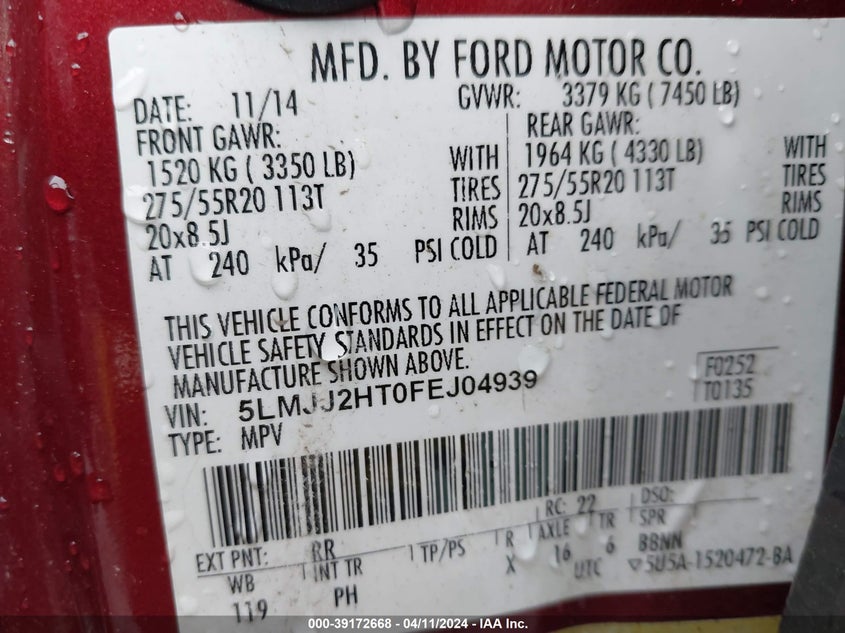 MFD. BY FORD MOTOR CO.
DATE: 11/14 GVWR: 3379 KG ( 7450 LB)
FRONT GAWR: REAR GAWR:
1520 KG ( 3350 LB) WITH 1964 KG ( 4330 LB) WITH
275/55R20 113T TIRES 275/55R20 113T TIRES
20x8.5J RIMS 20x8.5J RIMS
AT 240 kPa/ 35 PSI COLD AT 240 kPa/ 35 PSI COLD
THIS VEHICLE CONFORMS TO ALL APPLICABLE FEDERAL MOTOR
VEHICLE SAFETY STANDARDS IN EFFECT ON THE DATE OF
MANUFACTURE SHOWN ABOVE.
F0252
VIN: 5LMJJ2HT0FEJ04939
T0135
TYPE: MPV
RC: 22 DSO:
EXT PNT: RR TP/PS R AXLE TR SPR
WB INT TR X 16 6 BBNN
119 PH UTC ▽5U5A-1520472-BA
000-39172668 - 04/11/2024 - IAA Inc.